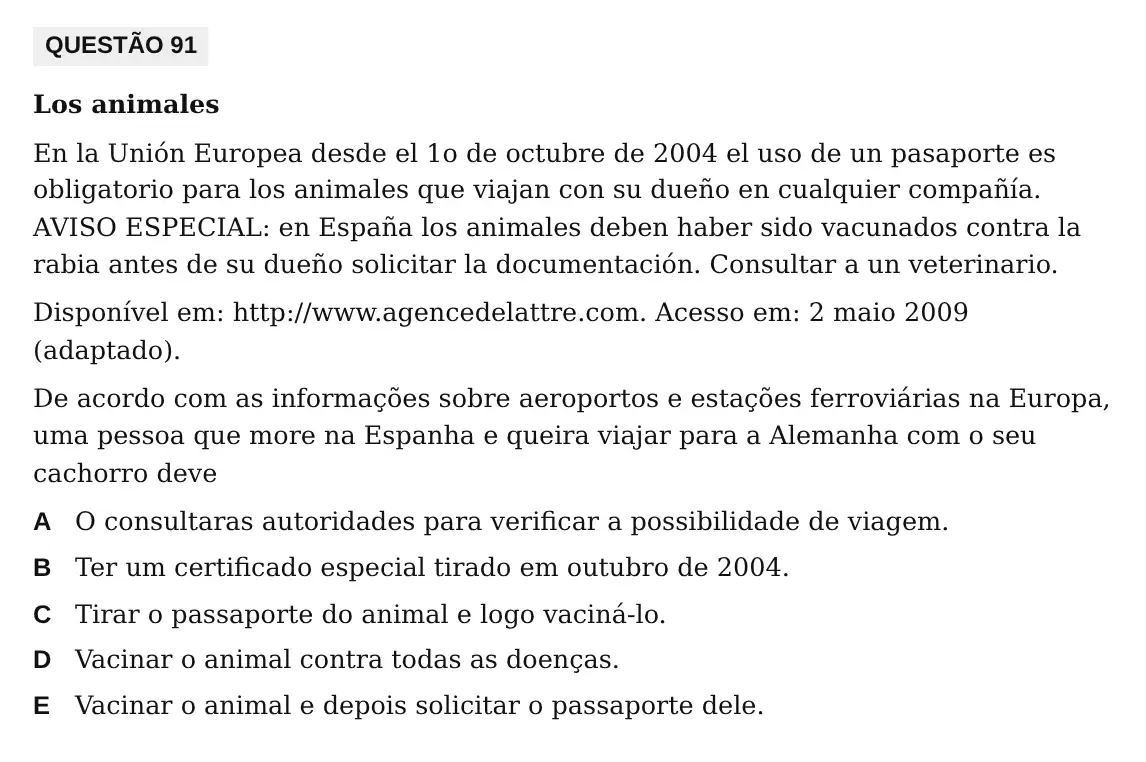 QUESTÃO 91
Los animales
En la Unión Europea desde el 1o de octubre de 2004 el uso de un pasaporte es
obligatorio para los animales que viajan con su dueño en cualquier compañía.
AVISO ESPECIAL: en España los animales deben haber sido vacunados contra la
rabia antes de su dueño solicitar la documentación. Consultar a un veterinario.
Disponível em: http://www.agencedelattre.com. Acesso em: 2 maio 2009
(adaptado).
De acordo com as informações sobre aeroportos e estações ferroviárias na Europa,
uma pessoa que more na Espanha e queira viajar para a Alemanha com o seu
cachorro deve
A O consultaras autoridades para verificar a possibilidade de viagem.
B Ter um certificado especial tirado em outubro de 2004.
C Tirar o passaporte do animal e logo vaciná-lo.
D Vacinar o animal contra todas as doenças.
E Vacinar o animal e depois solicitar o passaporte dele.